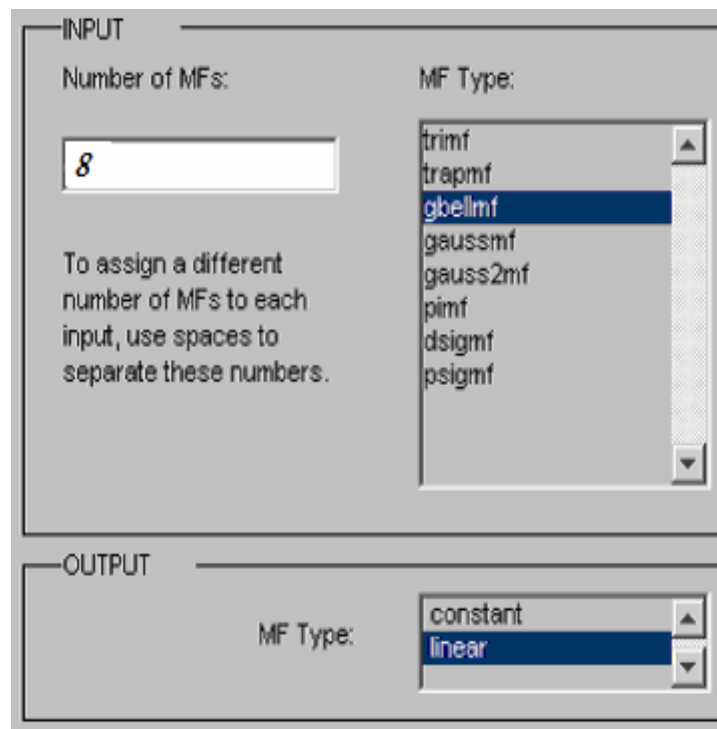 INPUT
Number of MFs:
8
To assign a different
number of MFs to each
input, use spaces to
separate these numbers.
MF Type:
trimf
trapmf
gbellmf
gaussmf
gauss2mf
pimf
dsigmf
psigmf
OUTPUT
MF Type:
constant
linear